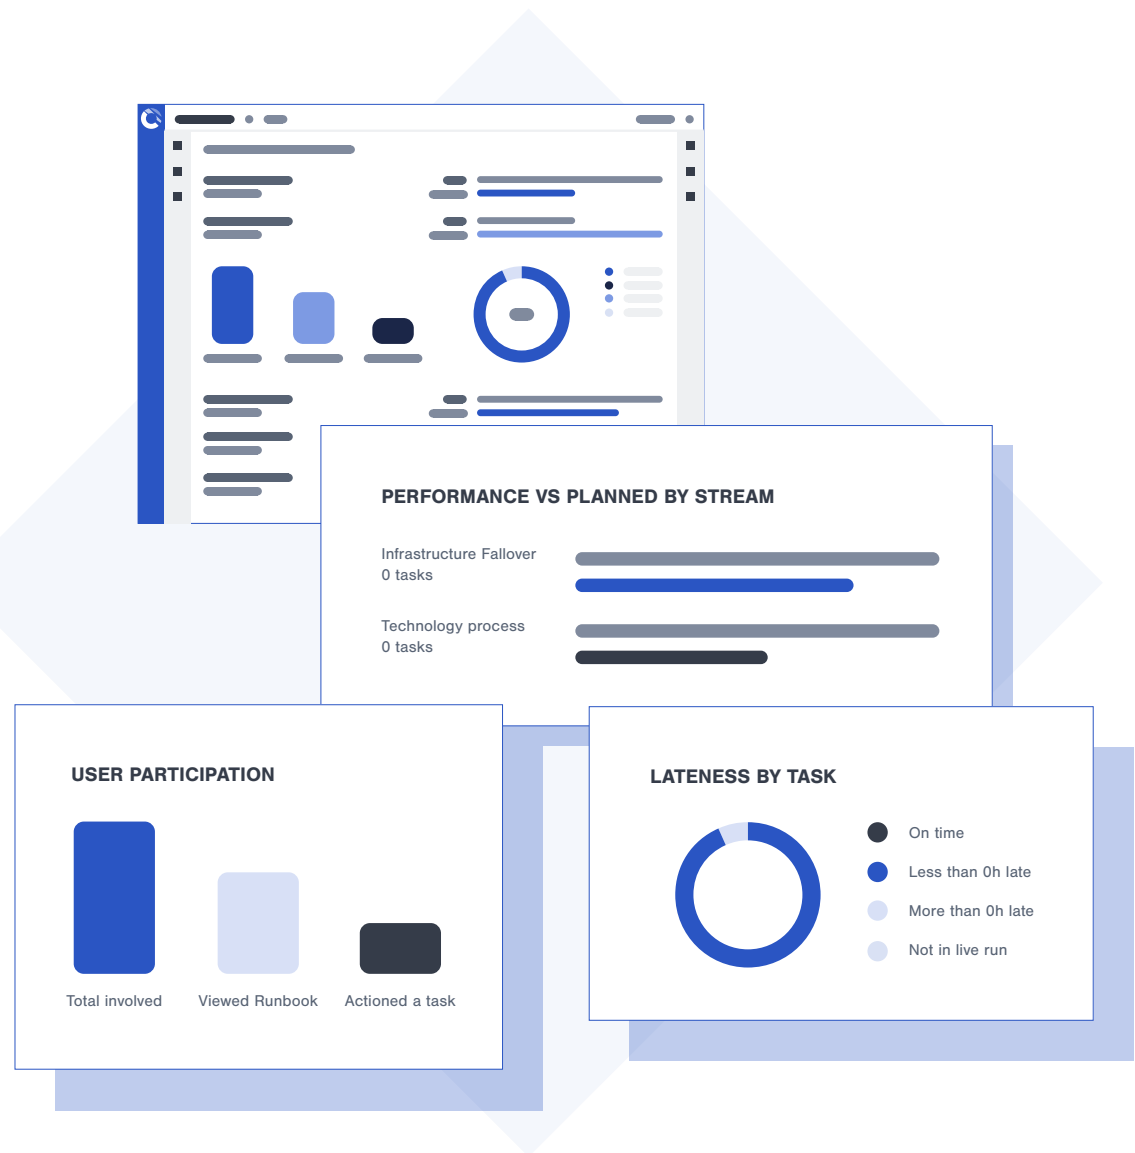 PERFORMANCE VS PLANNED BY STREAM
Infrastructure Fallover
0 tasks
Technology process
0 tasks
USER PARTICIPATION
Total involved
Viewed Runbook
Actioned a task
LATENESS BY TASK
On time
Less than 0h late
More than 0h late
Not in live run